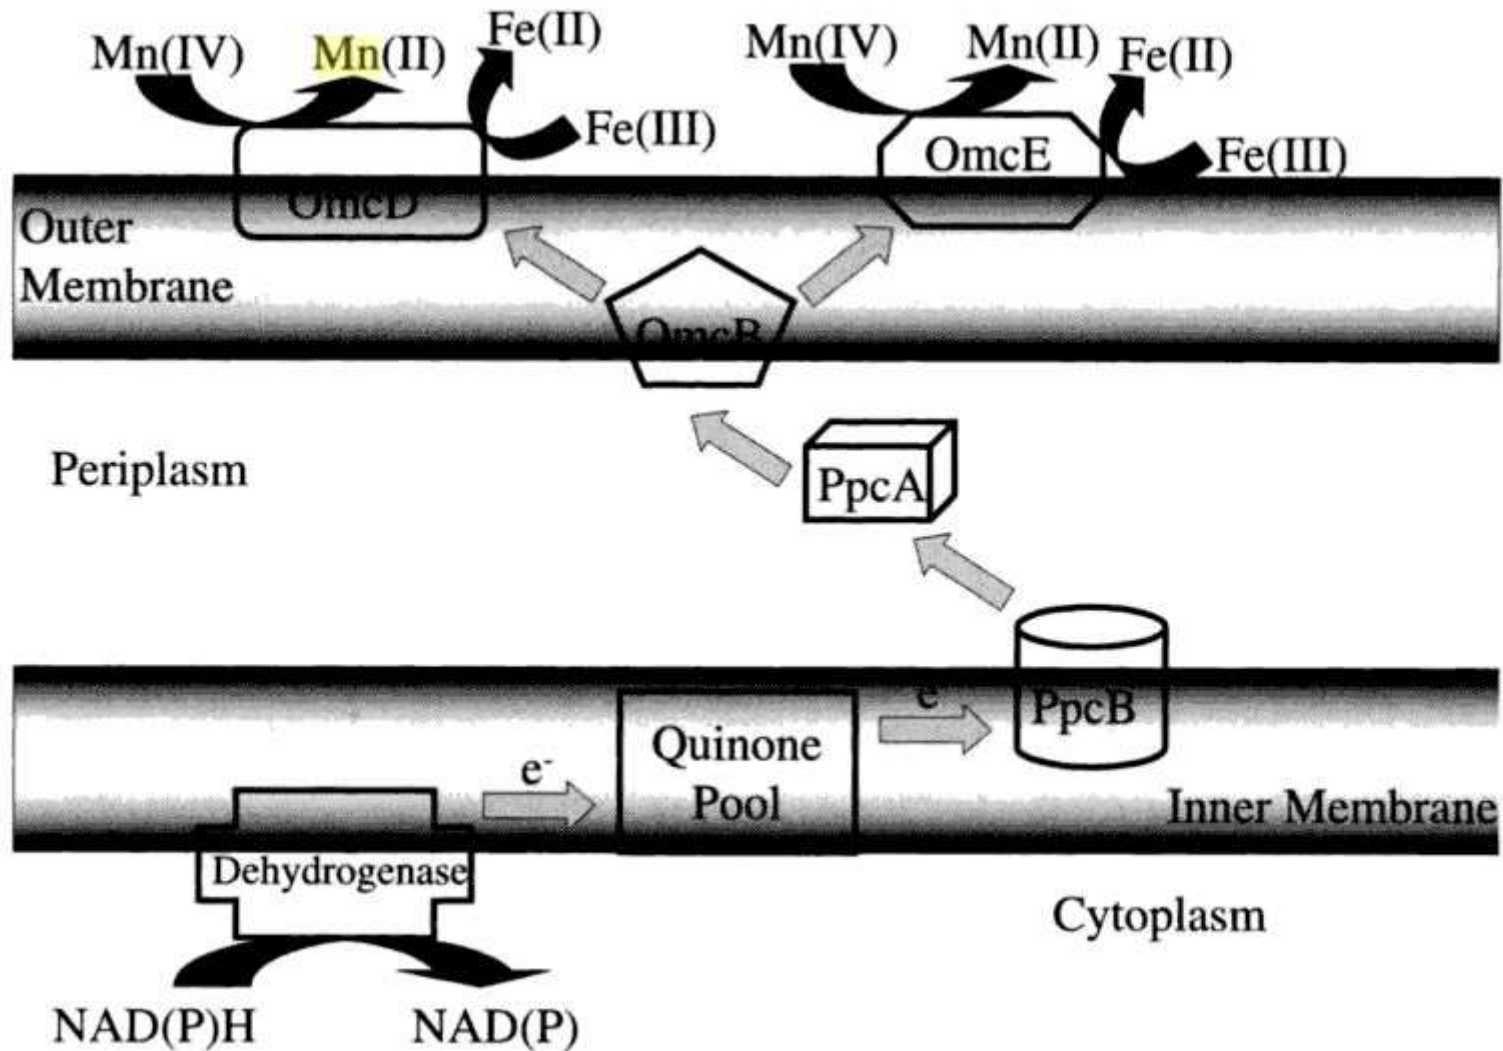 Mn(IV) Mn(II) Fe(II) Mn(IV) Mn(II) Fe(II)
Fe(III) OmcE Fe(III)
OmcD
Outer
Membrane
OmcB
Periplasm
PpcA
e
PpcB
Quinone
Pool
e-
Inner Membrane
Dehydrogenase
Cytoplasm
NAD(P)H NAD(P)